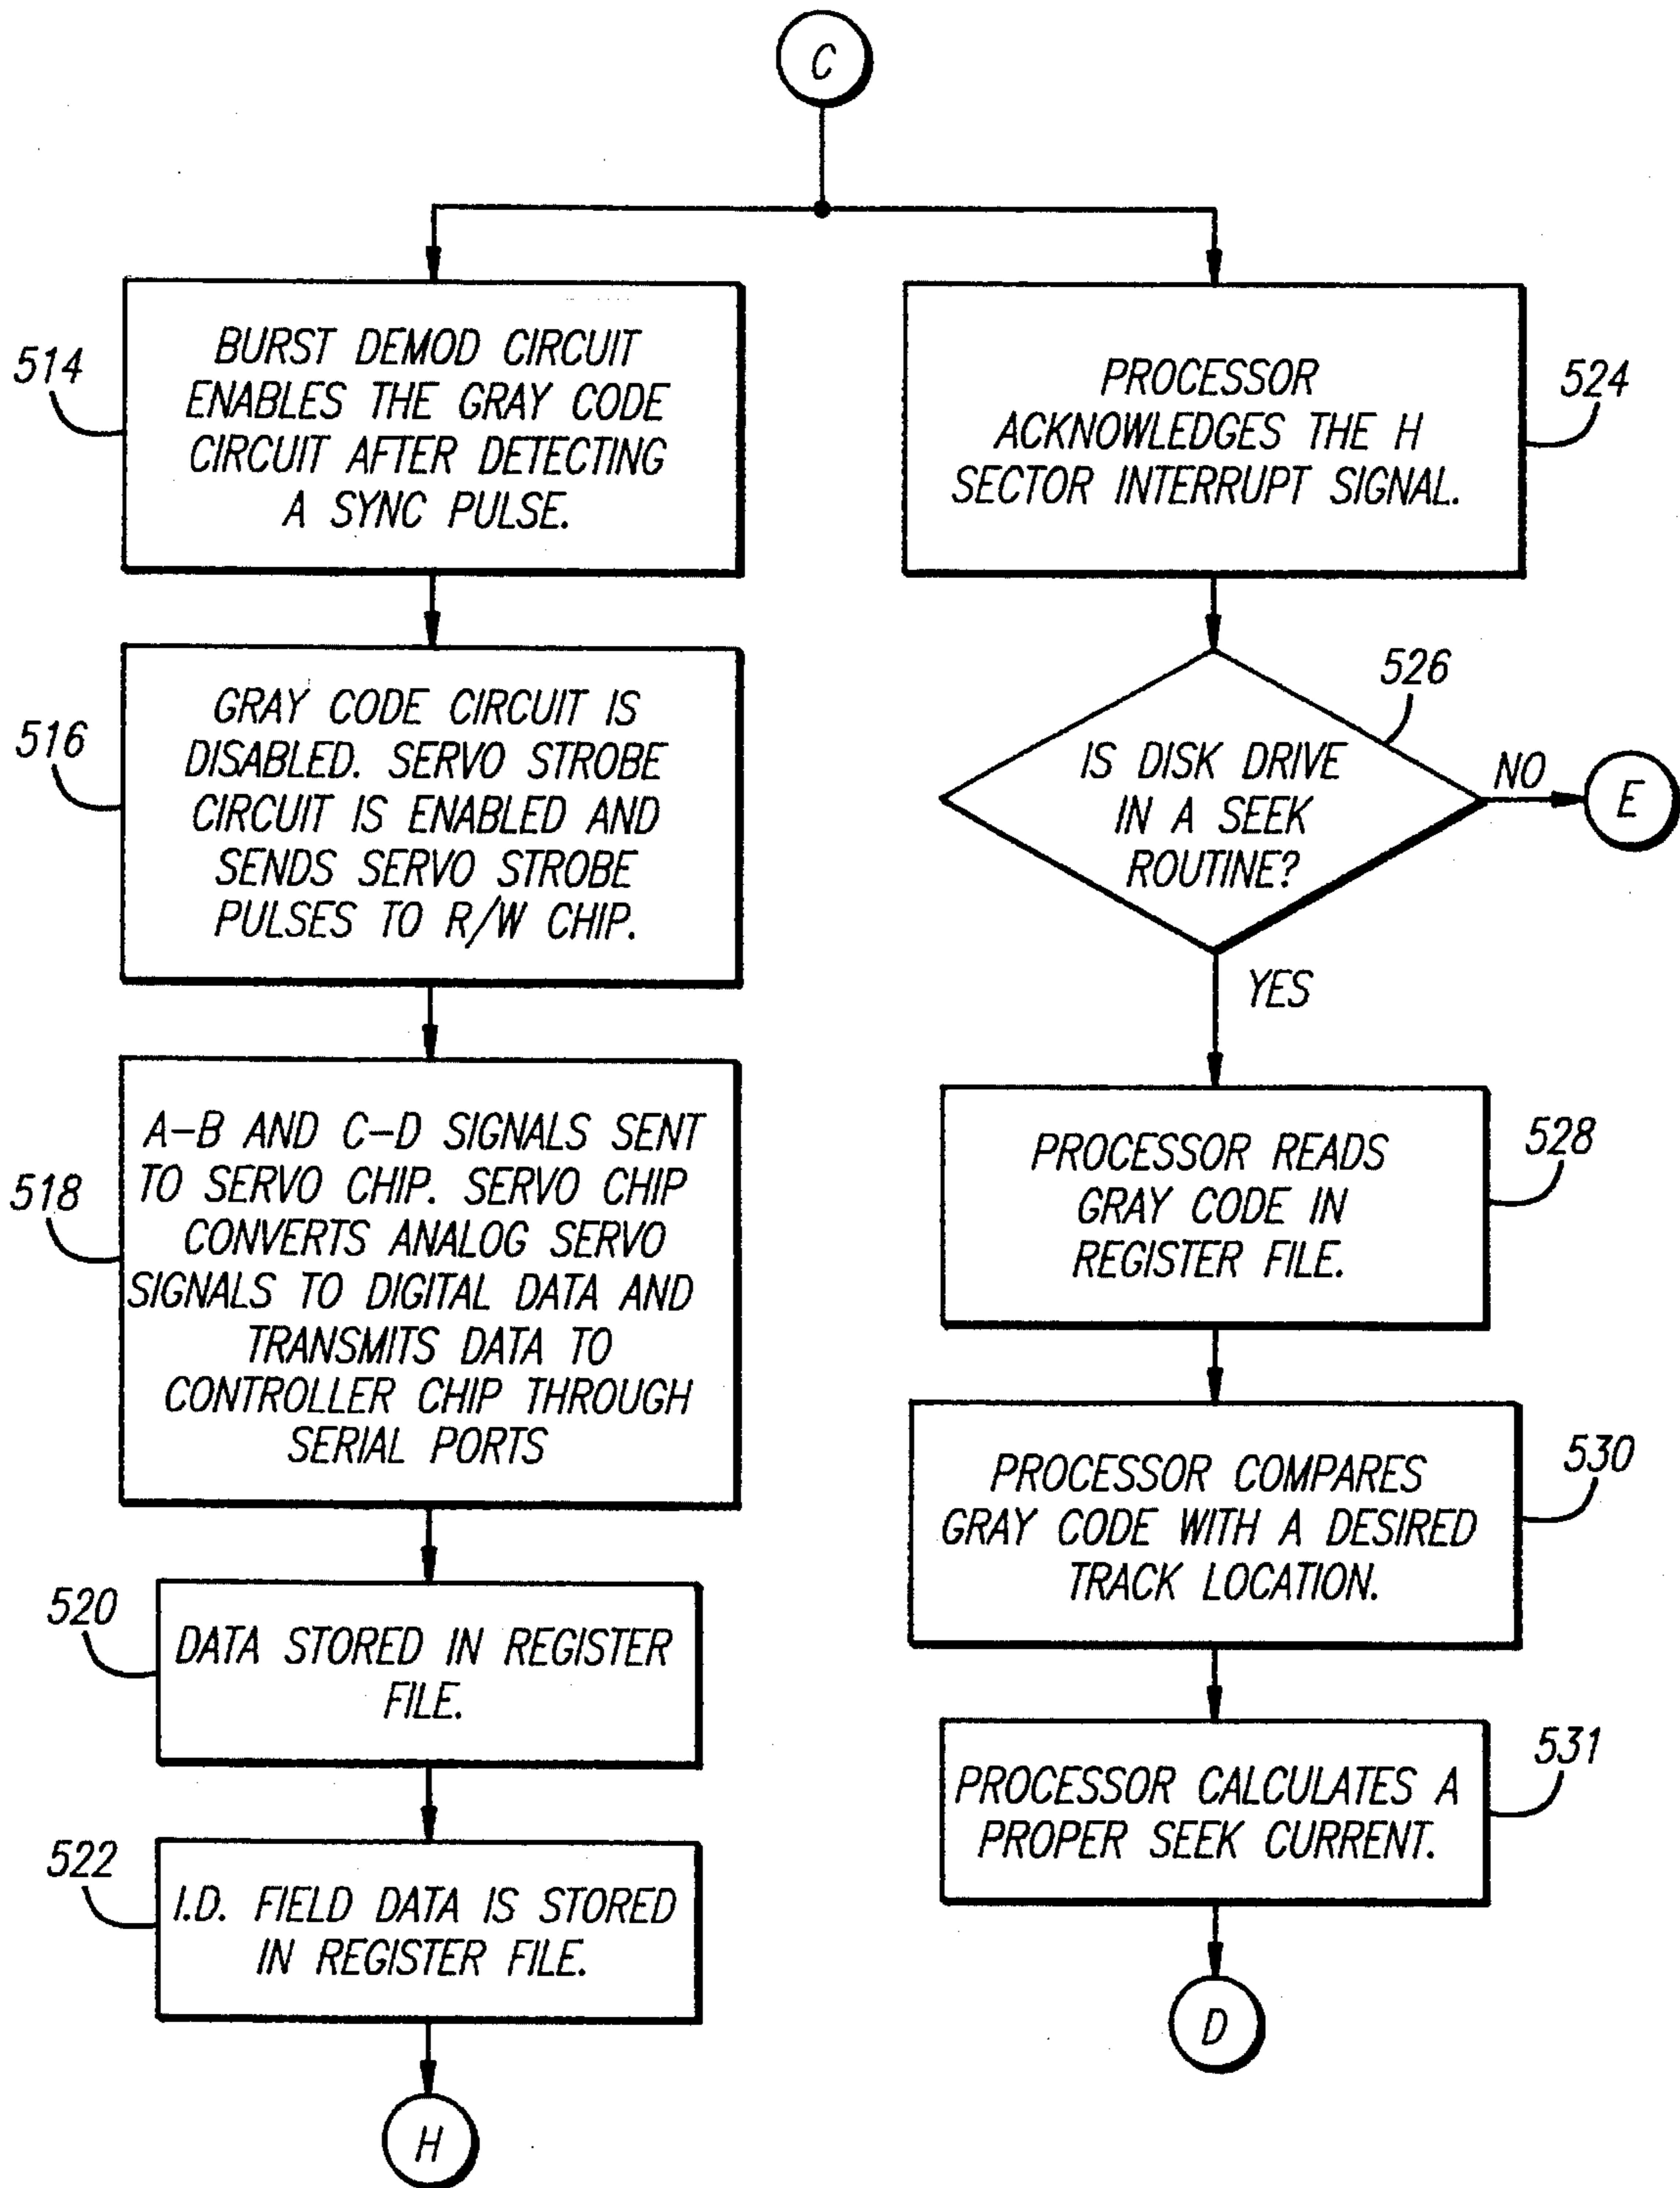 C
514
BURST DEMOD CIRCUIT
ENABLES THE GRAY CODE
CIRCUIT AFTER DETECTING
A SYNC PULSE.
516
GRAY CODE CIRCUIT IS
DISABLED. SERVO STROBE
CIRCUIT IS ENABLED AND
SENDS SERVO STROBE
PULSES TO R/W CHIP.
518
A-B AND C-D SIGNALS SENT
TO SERVO CHIP. SERVO CHIP
CONVERTS ANALOG SERVO
SIGNALS TO DIGITAL DATA AND
TRANSMITS DATA TO
CONTROLLER CHIP THROUGH
SERIAL PORTS
520
DATA STORED IN REGISTER
FILE.
522
I.D. FIELD DATA IS STORED
IN REGISTER FILE.
H
524
PROCESSOR
ACKNOWLEDGES THE H
SECTOR INTERRUPT SIGNAL.
526
IS DISK DRIVE
IN A SEEK
ROUTINE?
NO
E
YES
528
PROCESSOR READS
GRAY CODE IN
REGISTER FILE.
530
PROCESSOR COMPARES
GRAY CODE WITH A DESIRED
TRACK LOCATION.
531
PROCESSOR CALCULATES A
PROPER SEEK CURRENT.
D